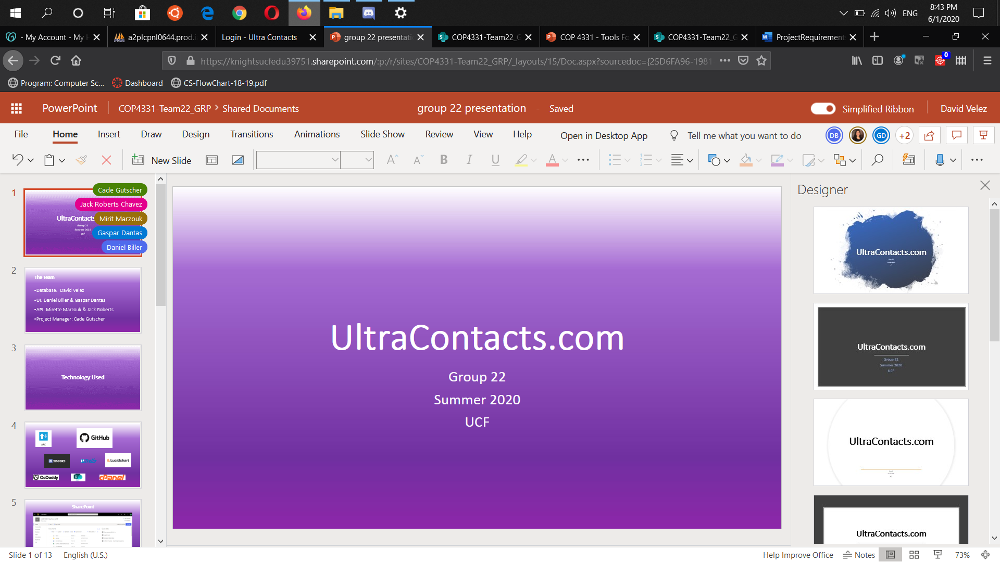 ENG
8:43 PM
6/1/2020
- My Account - My
a2plcpnl0644.prod.i
Login - Ultra Contacts
group 22 presentati
COP4331-Team22_G
COP 4331 - Tools Fo
COP4331-Team22_G
ProjectRequirement
https://knightsucfedu39751.sharepoint.com/:p:/r/sites/COP4331-Team22_GRP/_layouts/15/Doc.aspx?sourcedoc={25D6FA96-1981
0
Program: Computer Sc...
Dashboard
CS-FlowChart-18-19.pdf
PowerPoint
COP4331-Team22_GRP > Shared Documents
group 22 presentation - Saved
Simplified Ribbon
David Velez
File Home Insert Draw Design Transitions Animations Slide Show Review View Help
Open in Desktop App
Tell me what you want to do
DB
GD
+2
New Slide
1
Cade Gutscher
Jack Roberts Chavez
UltraContacts
Mirit Marzouk
Group 22
Summer 2020
Gaspar Dantas
UCF
Daniel Biller
2
The Team
•Database: David Velez
•UI: Daniel Biller & Gaspar Dantas
•API: Mirette Marzouk & Jack Roberts
•Project Manager: Cade Gutscher
3
Technology Used
4
ARC
GitHub
DISCORD
Lucidchart
GoDaddy
cPanel
5
SharePoint
UltraContacts.com
Group 22
Summer 2020
UCF
Designer
UltraContacts.com
UltraContacts.com
Group 22
Summer 2020
UCF
UltraContacts.com
UltraContacts.com
Slide 1 of 13
English (U.S.)
Help Improve Office
Notes
73%